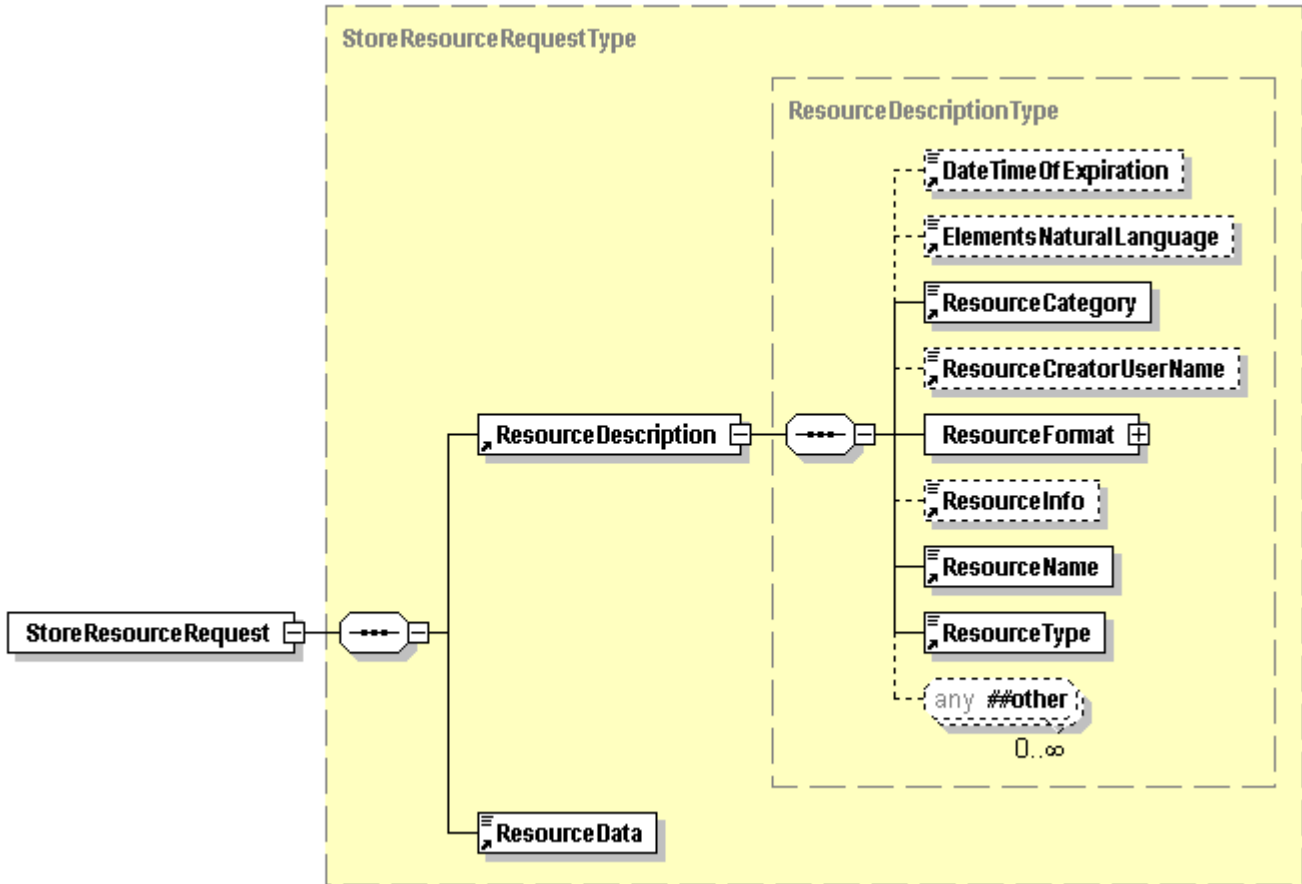 StoreResourceRequestType
ResourceDescriptionType
DateTimeOfExpiration
ElementsNaturalLanguage
ResourceCategory
ResourceCreatorUserName
ResourceDescription
ResourceFormat
ResourceInfo
ResourceName
StoreResourceRequest
ResourceType
any ##other
0..∞
ResourceData